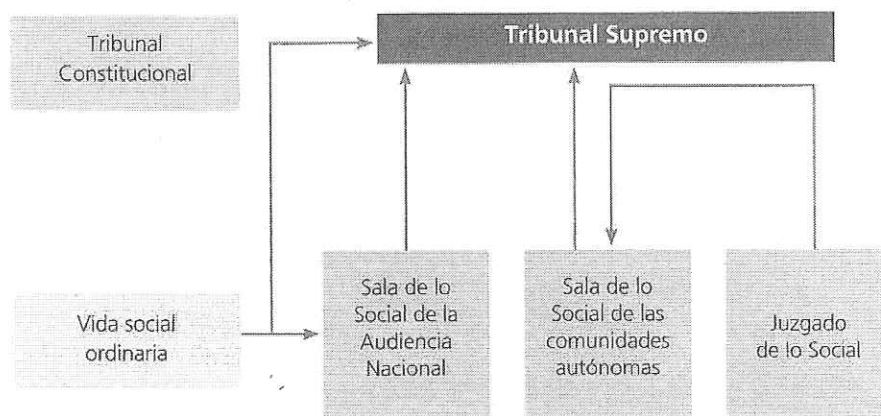 Tribunal
Constitucional
Tribunal Supremo
Vida social
ordinaria
Sala de lo
Social de la
Audiencia
Nacional
Sala de lo
Social de las
comunidades
autónomas
Juzgado
de lo Social